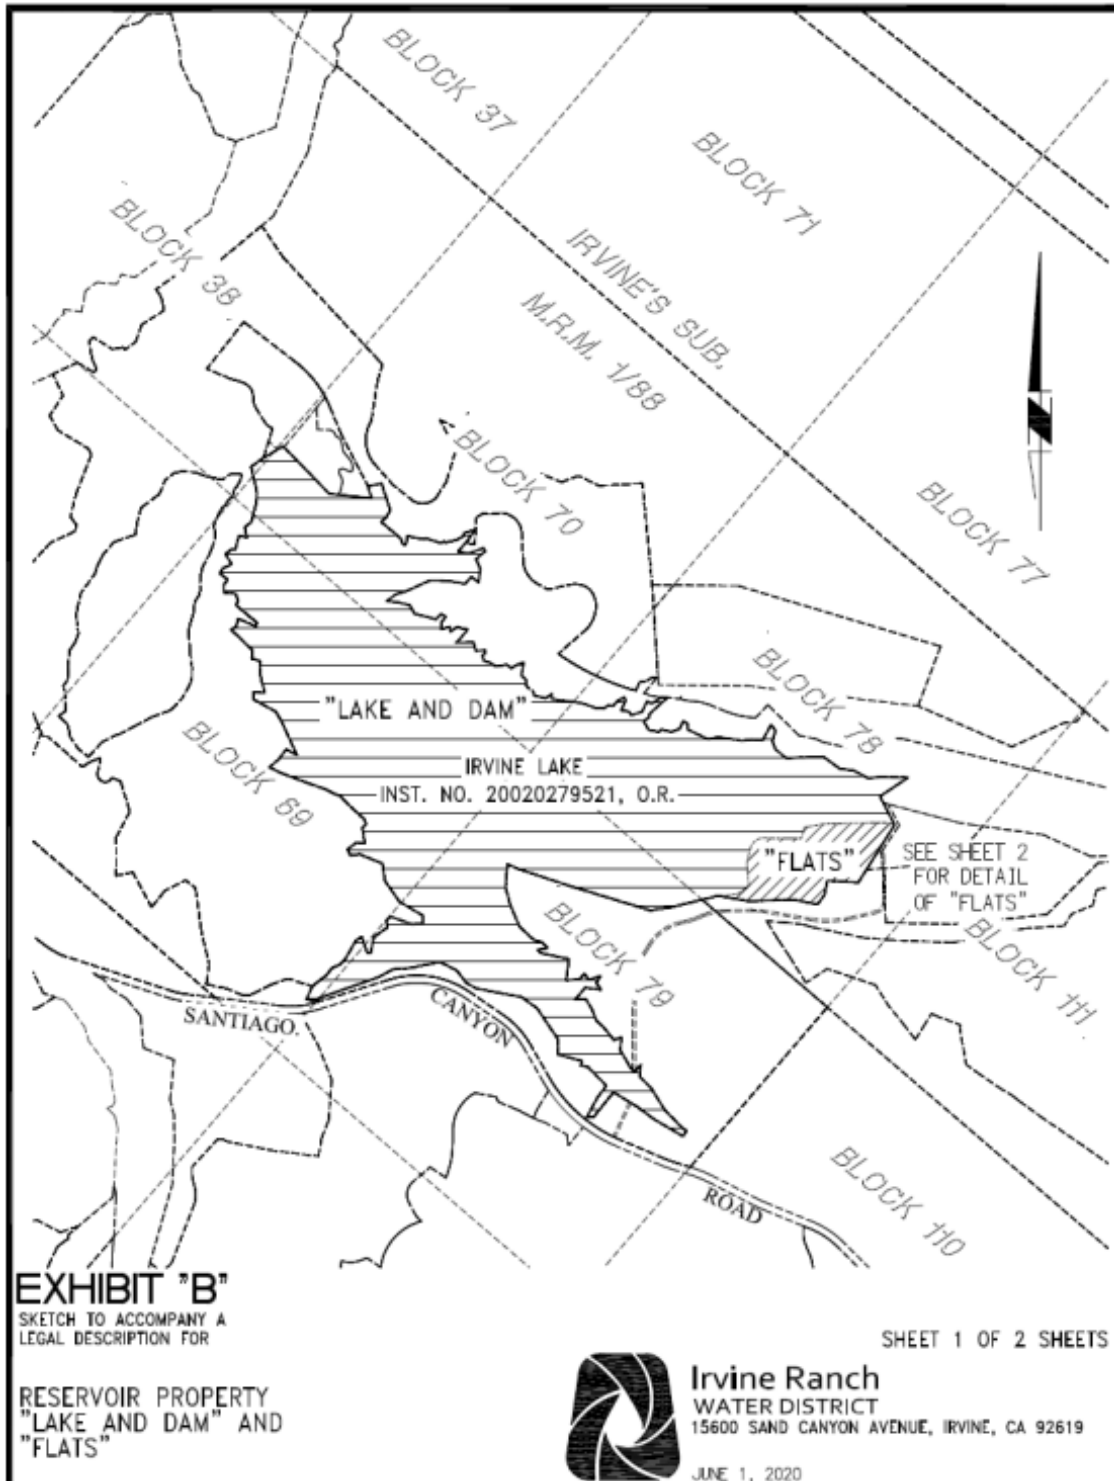 BLOCK 37
BLOCK 71
BLOCK 38
IRVINE'S SUB.
M.R.M. 1/88
BLOCK 70
BLOCK 77
BLOCK 78
"LAKE AND DAM"
BLOCK 69
IRVINE LAKE
INST. NO. 20020279521, O.R.
"FLATS"
SEE SHEET 2
FOR DETAIL
OF "FLATS"
BLOCK 79
BLOCK 111
SANTIAGO.
CANYON
ROAD
BLOCK 110
EXHIBIT "B"
SKETCH TO ACCOMPANY A
LEGAL DESCRIPTION FOR
SHEET 1 OF 2 SHEETS
RESERVOIR PROPERTY
"LAKE AND DAM" AND
"FLATS"
Irvine Ranch
WATER DISTRICT
15600 SAND CANYON AVENUE, IRVINE, CA 92619
JUNE 1, 2020